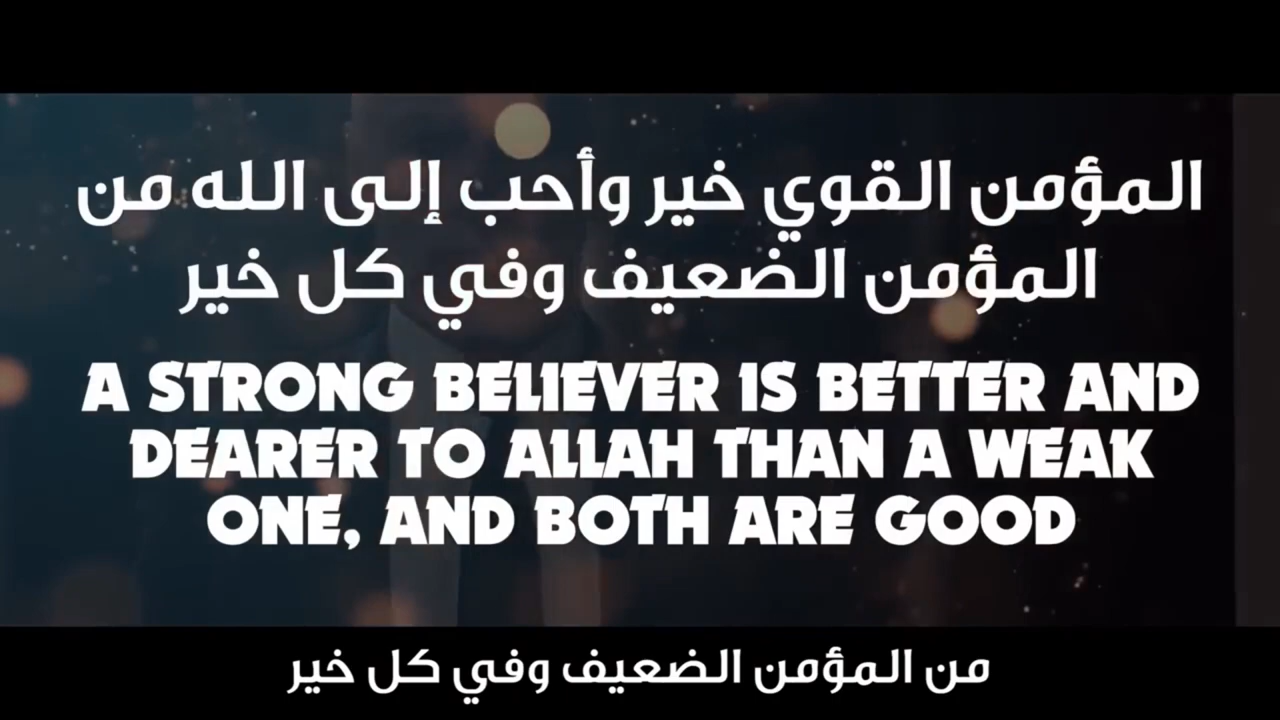 المؤمن القوي خير وأحب إلى الله من
المؤمن الضعيف وفي كل خير
A STRONG BELIEVER IS BETTER AND
DEARER TO ALLAH THAN A WEAK
ONE, AND BOTH ARE GOOD
من المؤمن الضعيف وفي كل خير